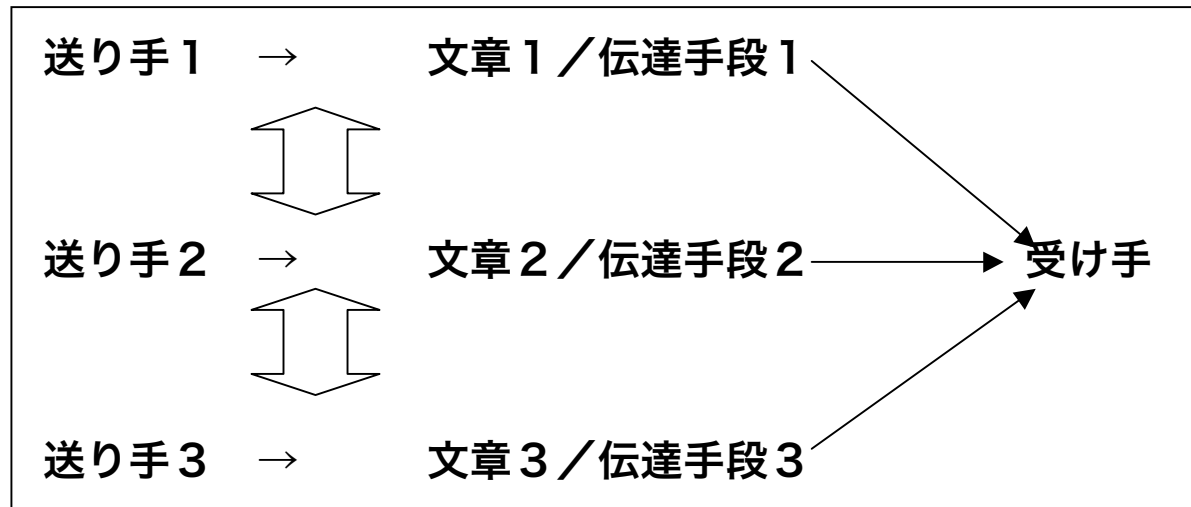 送り手１ → 文章１／伝達手段１
送り手２ → 文章２／伝達手段２ 受け手
送り手３ → 文章３／伝達手段３